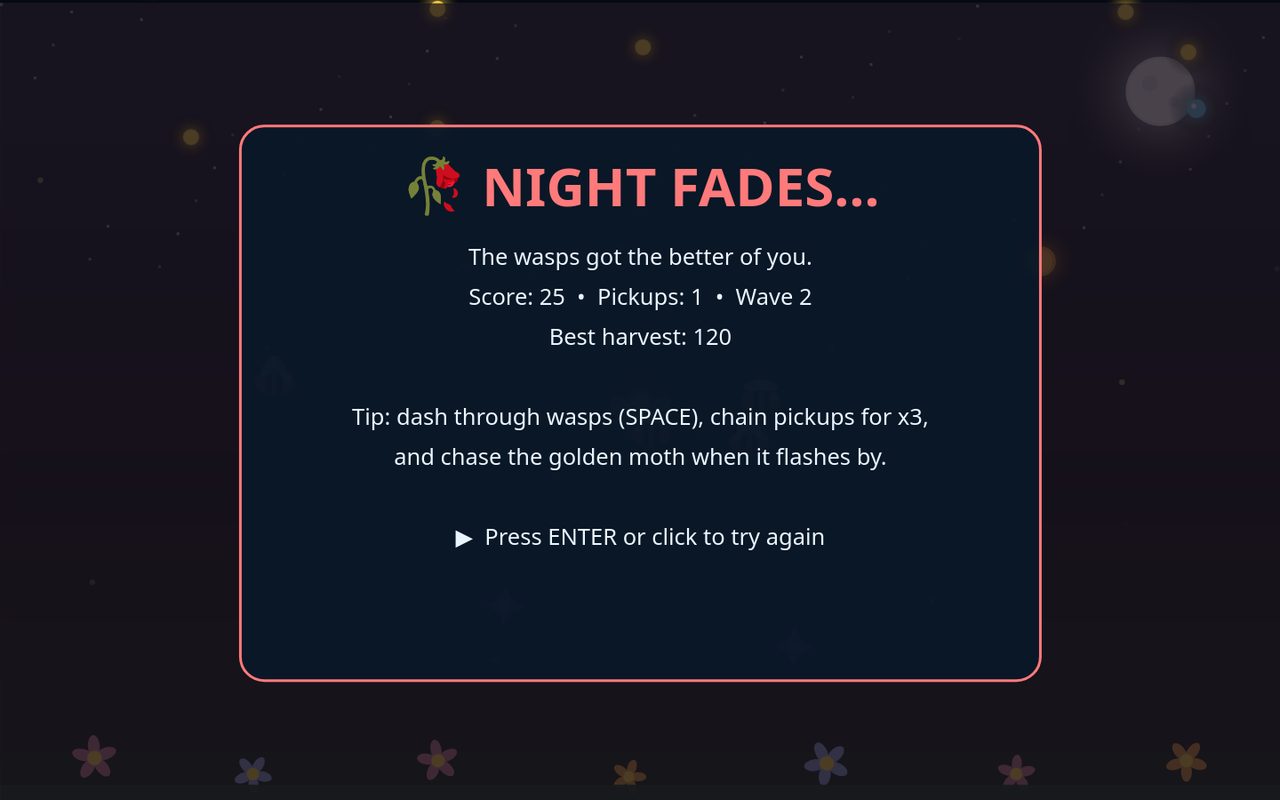 NIGHT FADES...
The wasps got the better of you.
Score: 25 • Pickups: 1 • Wave 2
Best harvest: 120
Tip: dash through wasps (SPACE), chain pickups for x3,
and chase the golden moth when it flashes by.
▶ Press ENTER or click to try again